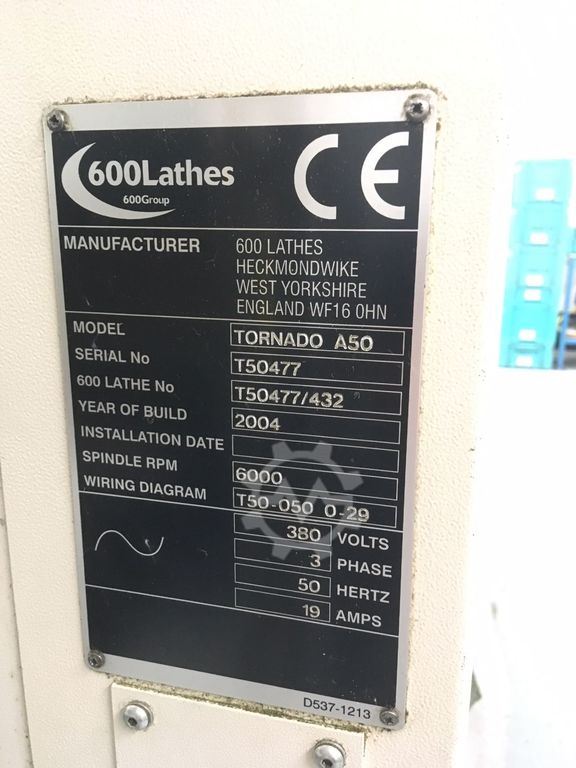 600Lathes
600Group
CE
MANUFACTURER 600 LATHES
HECKMONDWIKE
WEST YORKSHIRE
ENGLAND WF16 0HN
MODEL TORNADO A50
SERIAL No T50477
600 LATHE No T50477/432
YEAR OF BUILD 2004
INSTALLATION DATE
SPINDLE RPM 6000
WIRING DIAGRAM T50-050 0-29
380 VOLTS
3 PHASE
50 HERTZ
19 AMPS
D537-1213